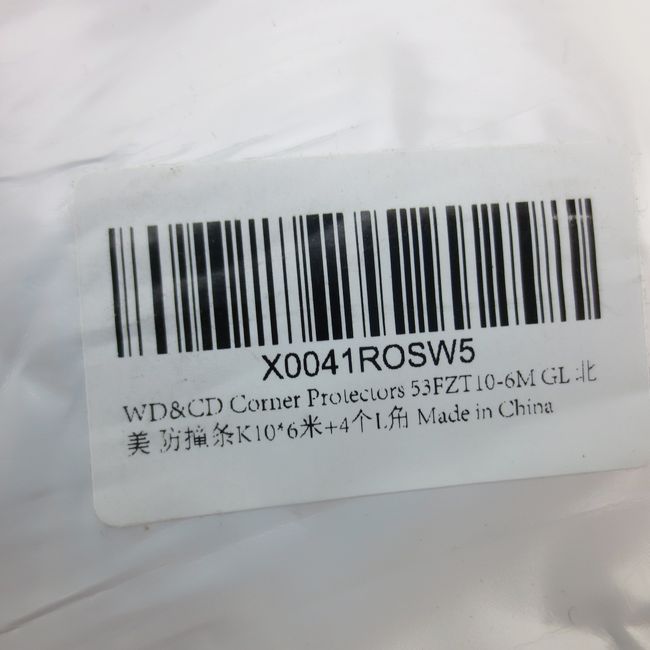 X0041ROSW5
WD&CD Corner Protectors 53FZT10-6M GL 北
美 防撞条K10*6米+4个L角 Made in China